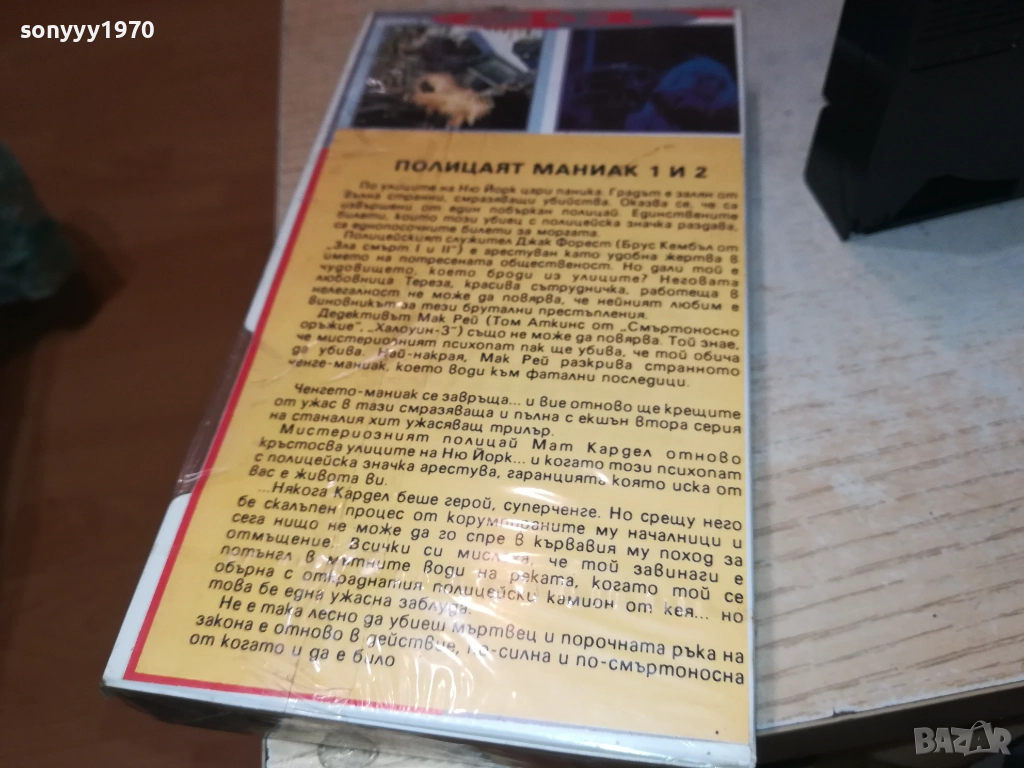 sonyyy1970
ПОЛИЦАЯТ МАНИАК 1 И 2
По улиците на Ню Йорк цари паника. Градът е залян от
вълна странни, смразяващи убийства. Оказва се, че са
извършени от един побъркан полицай. Единствените
билети, които този убиец с полицейска значка раздава,
са еднопосочните билети за моргата.
Полицейският служител Джак Форест (Брус Кембъл от
„Зла смърт I и II") е арестуван като удобна жертва в
името на потресената общественост. Но дали той е
чудовището, което броди из улиците? Неговата
любовница Тереза, красива сътрудничка, работеща в
нелегалност не може да повярва, че нейният любим е
виновникът за тези брутални престъпления.
Дедективът Мак Рей (Том Аткинс от „Смъртоносно
оръжие", „Халоуин-3") също не може да повярва. Той знае,
че мистериозният психопат пак ще убива, че той обича
да убива. Най-накрая, Мак Рей разкрива странното
ченге-маниак, което води към фатални последици.
Ченгето-маниак се завръща... и вие отново ще крещите
от ужас в тази смразяваща и пълна с екшън втора серия
на станалия хит ужасяващ трилър.
Мистериозният полицай Мат Кардел отново
кръстосва улиците на Ню Йорк... и когато този психопат
с полицейска значка арестува, гаранцията която иска от
вас е живота ви.
...Някога Кардел беше герой, суперченге. Но срещу него
бе скалъпен процес от корумпираните му началници и
сега нищо не може да го спре в кървавия му поход за
отмъщение. Всички си мислеха, че той завинаги е
потънгл в мътните води на реката, когато той се
обърна с откраднатия полицейски камион от кея... но
това бе една ужасна заблуда.
Не е така лесно да убиеш мъртвец и порочната ръка на
закона е отново в действие, по-силна и по-смъртоносна
от когато и да е било
BAZAR